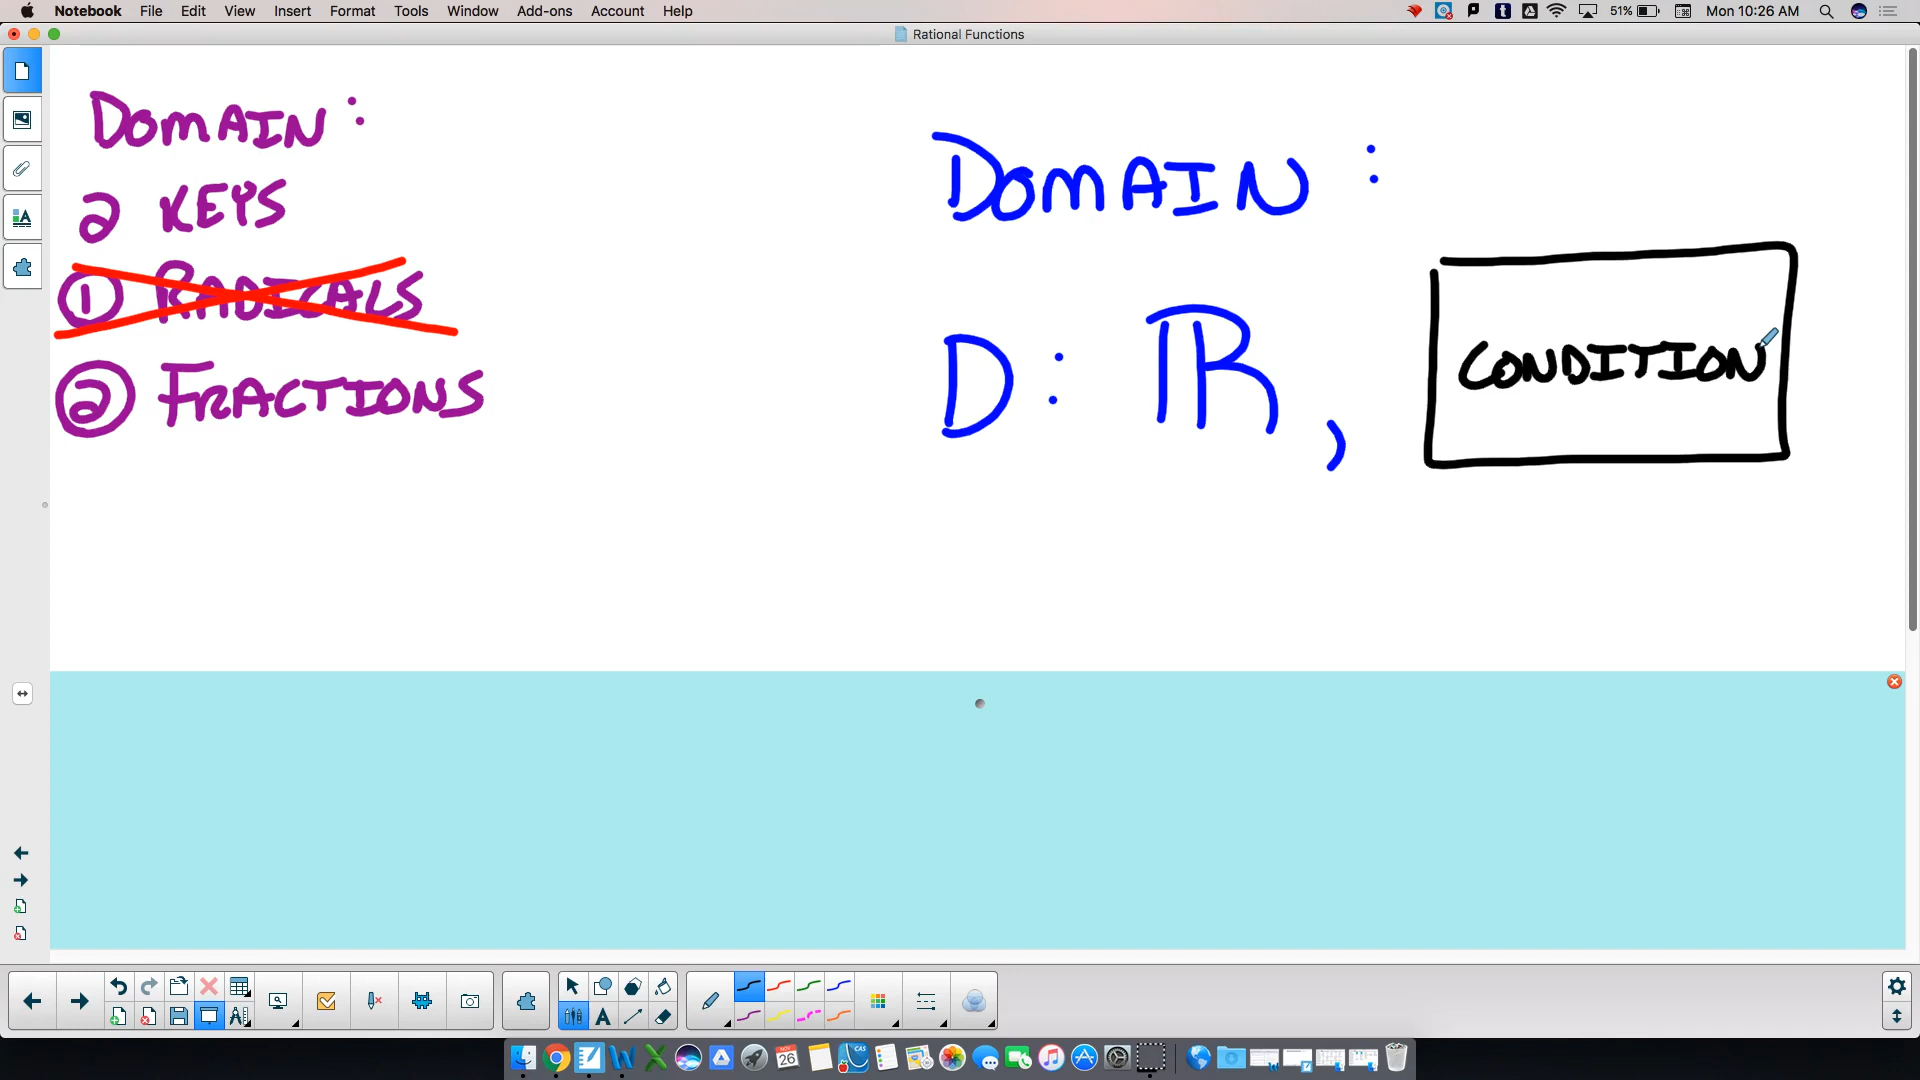 Notebook File Edit View Insert Format Tools Window Add-ons Account Help 51% Mon 10:26 AM
Rational Functions
DOMAIN:
2 KEYS
① RADICALS
② FRACTIONS
DOMAIN:
D: ℝ,
CONDITION